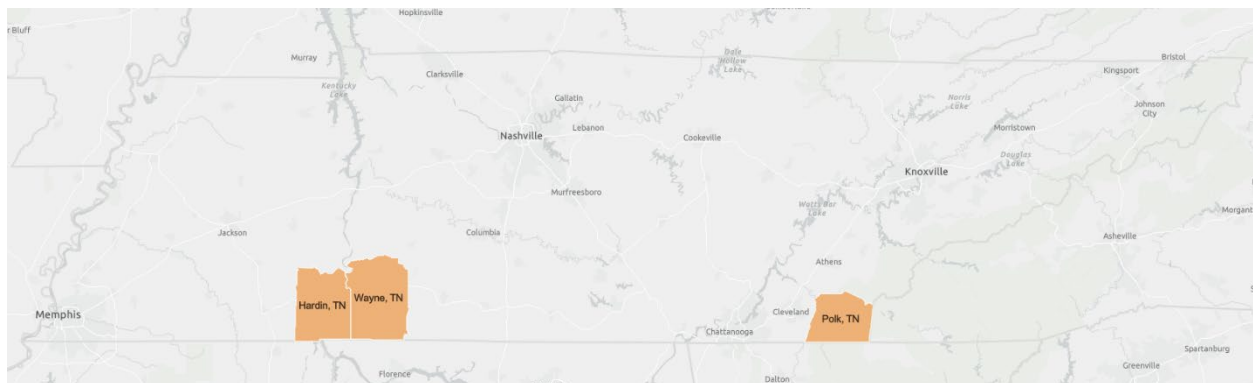 Hopkinsville
Bluff
Murray
Kentucky
Lake
Clarksville
Gallatin
Nashville
Lebanon
Murfreesboro
Dale
Hollow
Lake
Cookeville
Norris
Lake
Kingsport
Bristol
Johnson
City
Morristown
Douglas
Lake
Knoxville
Watts Bar
Lake
Jackson
Columbia
Athens
Asheville
Morgant
Memphis
Hardin, TN
Wayne, TN
Polk, TN
Cleveland
Chattanooga
Dalton
Florence
Spartanburg
Greenville